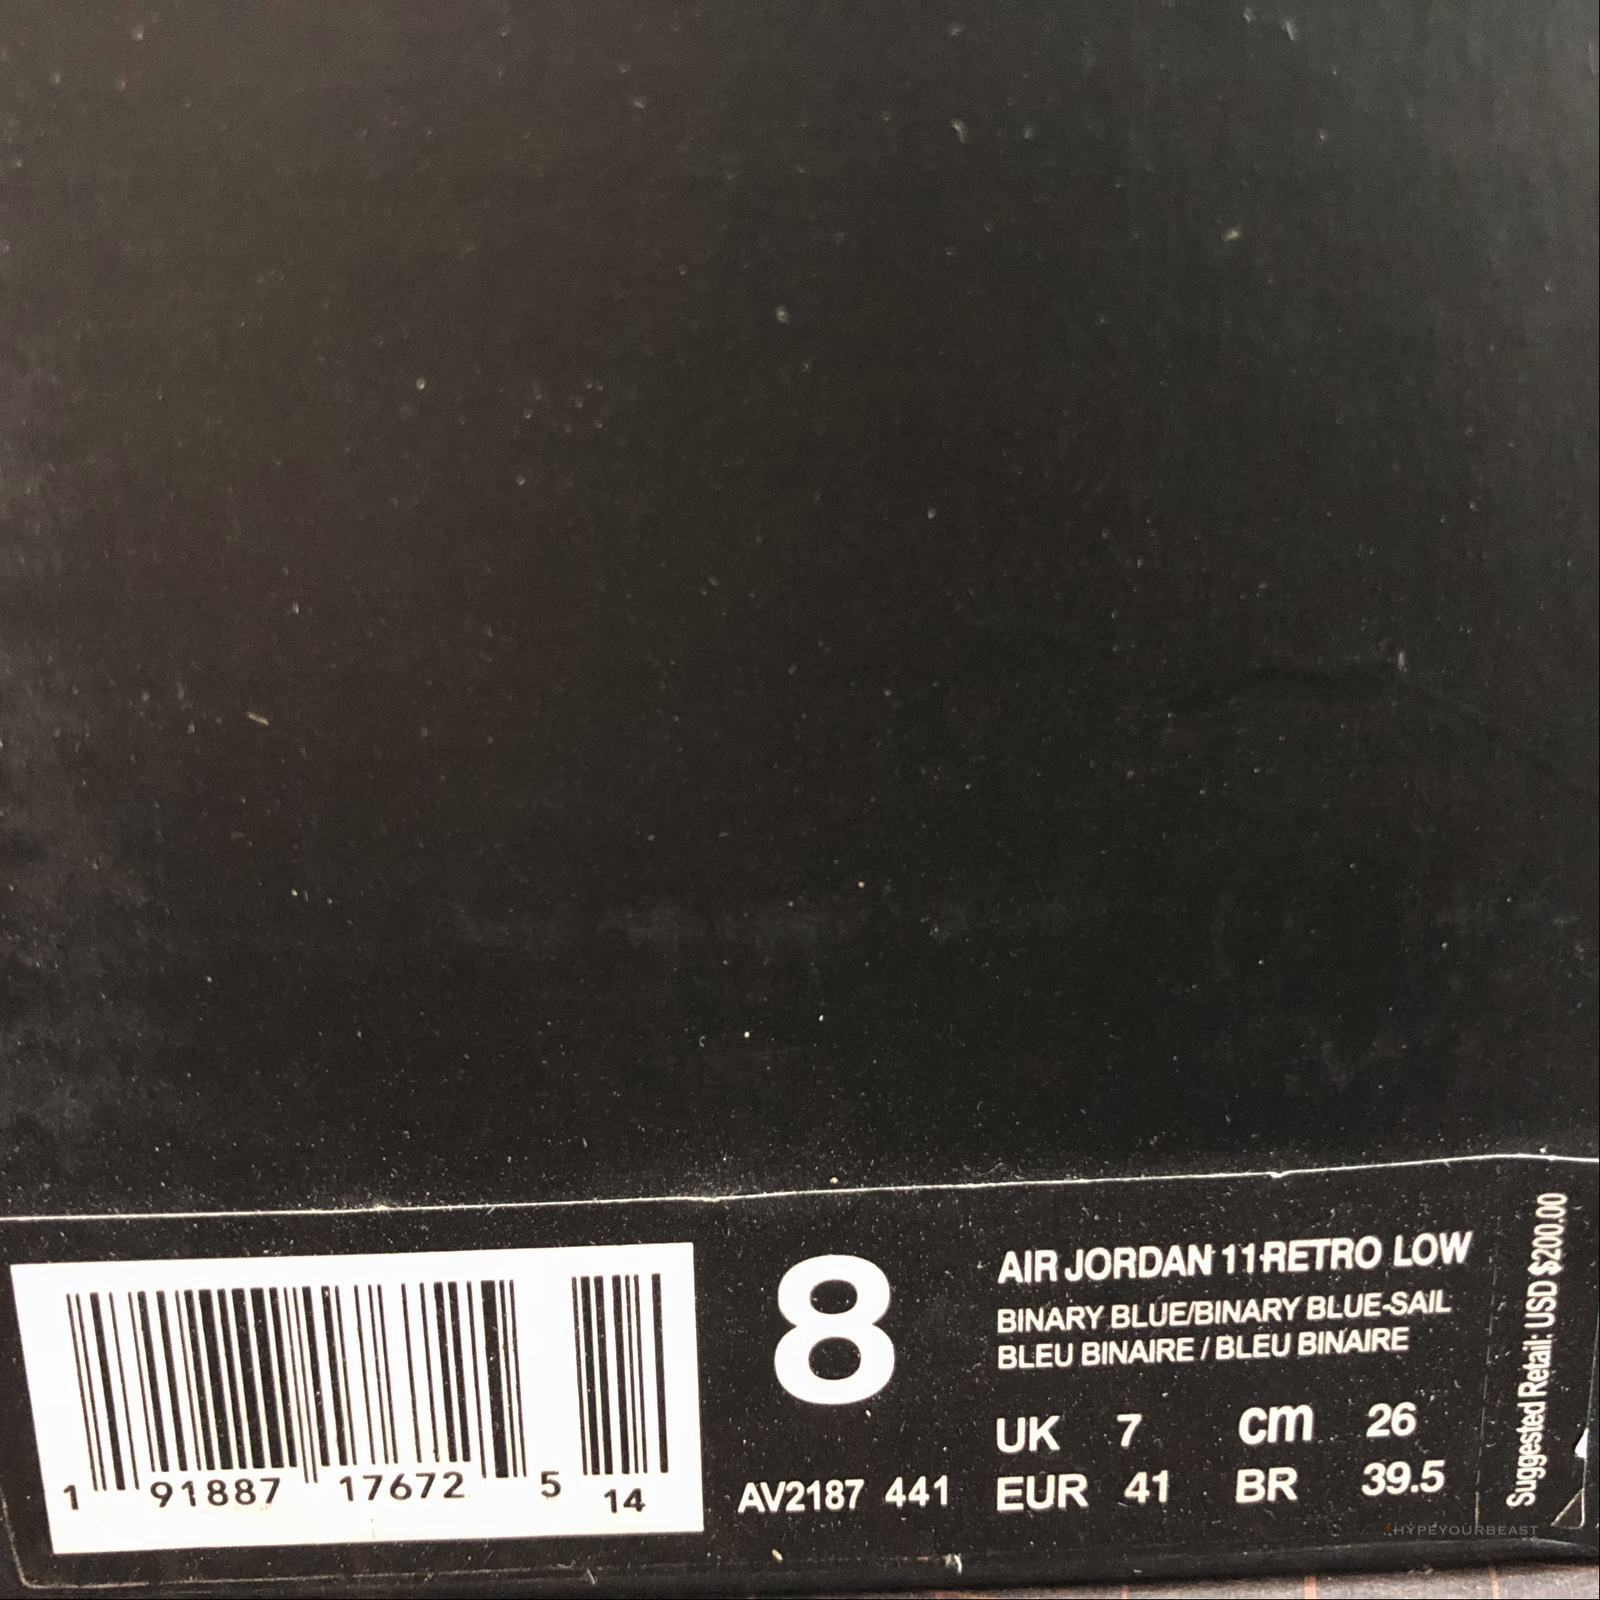 8
AIR JORDAN 11 RETRO LOW
BINARY BLUE/BINARY BLUE-SAIL
BLEU BINAIRE / BLEU BINAIRE
UK 7 cm 26
EUR 41 BR 39.5
AV2187 441
1 91887 17672 5 14
Suggested Retail: USD $200.00
HYPEYOURBEAST